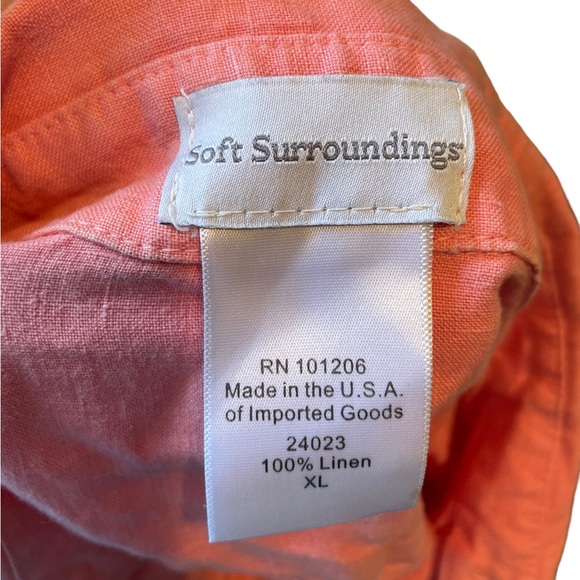 Soft Surroundings
RN 101206
Made in the U.S.A.
of Imported Goods
24023
100% Linen
XL